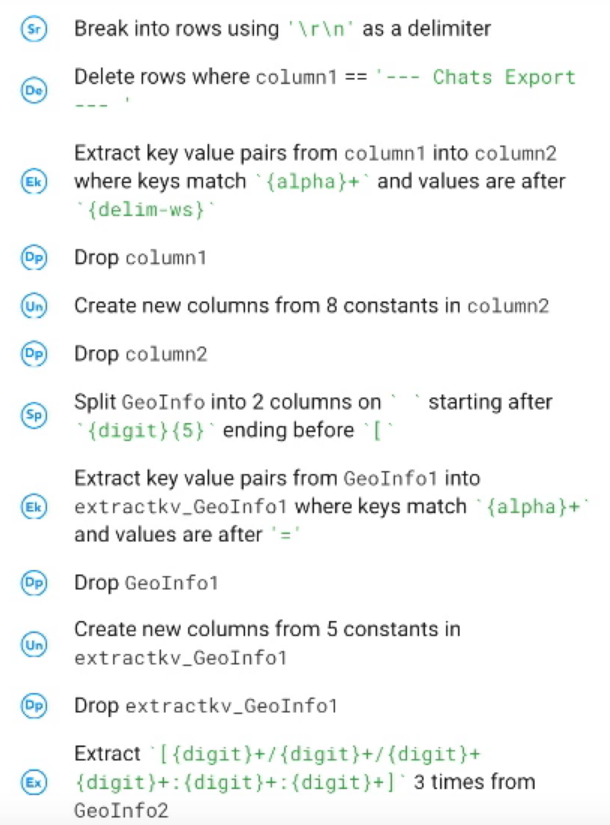 Sr Break into rows using '\r\n' as a delimiter
De Delete rows where column1 == '--- Chats Export
--- '
Extract key value pairs from column1 into column2
Ek where keys match `{alpha}+` and values are after
`{delim-ws}`
Dp Drop column1
Un Create new columns from 8 constants in column2
Dp Drop column2
Sp Split GeoInfo into 2 columns on ` ` starting after
`{digit}{5}` ending before `[`
Extract key value pairs from GeoInfo1 into
Ek extractkv_GeoInfo1 where keys match `{alpha}+`
and values are after '='
Dp Drop GeoInfo1
Un Create new columns from 5 constants in
extractkv_GeoInfo1
Dp Drop extractkv_GeoInfo1
Extract `[{digit}+/{digit}+/{digit}+
Ex {digit}+:{digit}+:{digit}+]` 3 times from
GeoInfo2